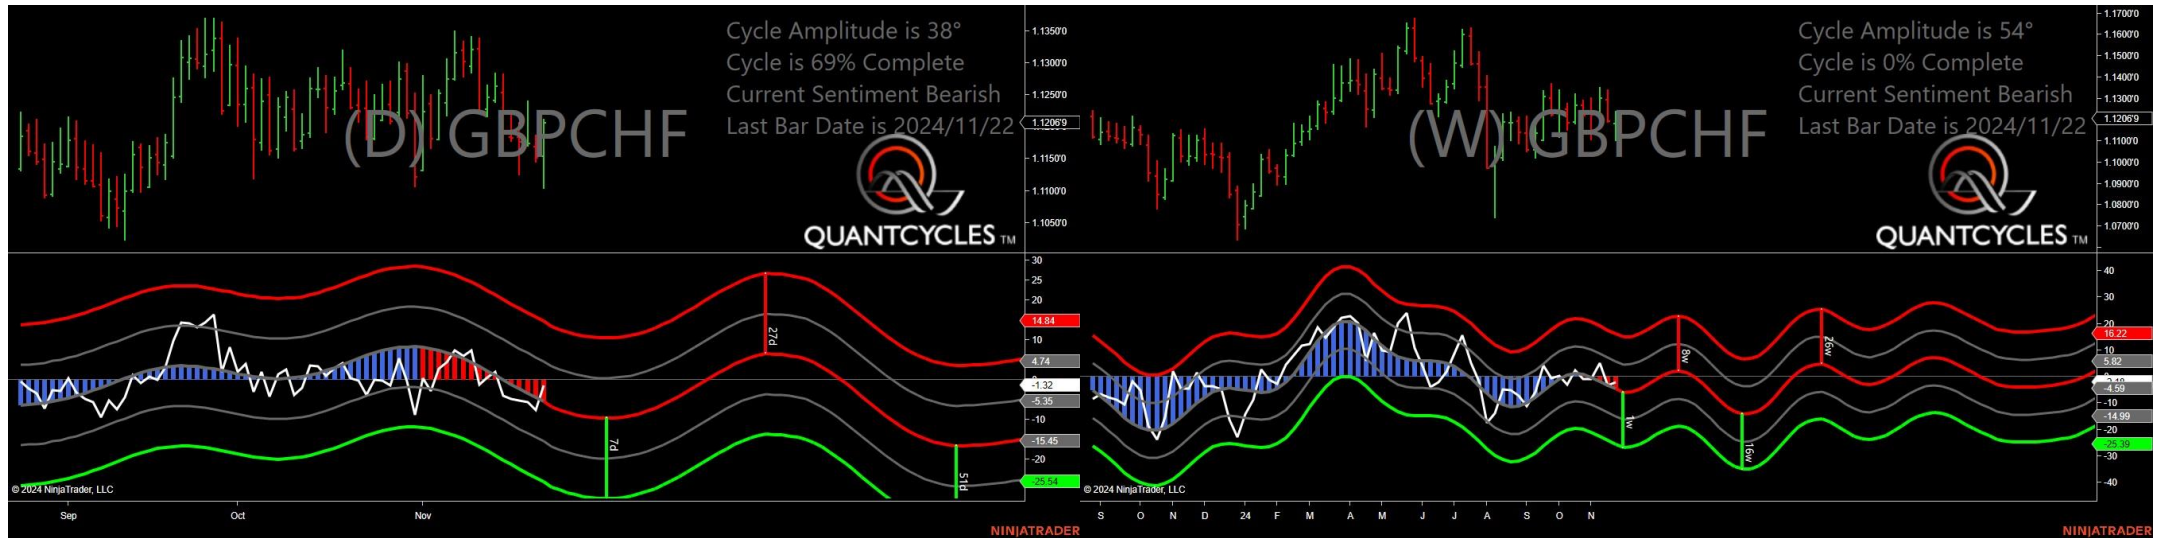 Cycle Amplitude is 38°
Cycle is 69% Complete
Current Sentiment Bearish
Last Bar Date is 2024/11/22
(D) GBPCHF
QUANTCYCLES TM
1.1350'0
1.1300'0
1.1250'0
1.1206'9
1.1150'0
1.1100'0
1.1050'0
30
25
20
14.84
10
4.74
-1.32
-5.35
-10
-15.45
-20
-25.54
27d
7d
51d
© 2024 NinjaTrader, LLC
Sep
Oct
Nov
NINJATRADER
Cycle Amplitude is 54°
Cycle is 0% Complete
Current Sentiment Bearish
Last Bar Date is 2024/11/22
(W) GBPCHF
QUANTCYCLES TM
1.1700'0
1.1600'0
1.1500'0
1.1400'0
1.1300'0
1.1206'9
1.1100'0
1.1000'0
1.0900'0
1.0800'0
1.0700'0
40
30
20
16.22
10
5.82
-4.59
-10
-14.99
-20
-25.39
-30
-40
8w
26w
1w
16w
© 2024 NinjaTrader, LLC
S O N D 24 F M A M J J A S O N
NINJATRADER